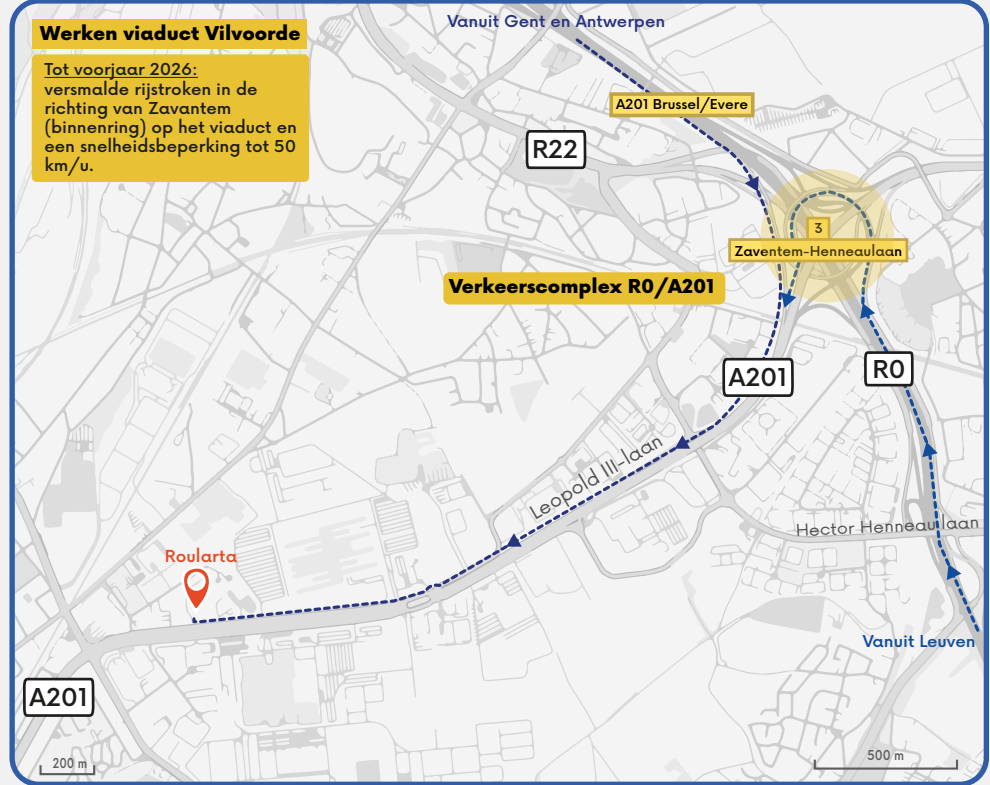 Vanuit Gent en Antwerpen
Werken viaduct Vilvoorde
Tot voorjaar 2026:
versmalde rijstroken in de
richting van Zavantem
(binnenring) op het viaduct en
een snelheidsbeperking tot 50
km/u.
A201 Brussel/Evere
R22
3
Zaventem-Henneaulaan
Verkeerscomplex R0/A201
A201
R0
Leopold III-laan
Hector Henneaulaan
Roularta
Vanuit Leuven
A201
200 m
500 m